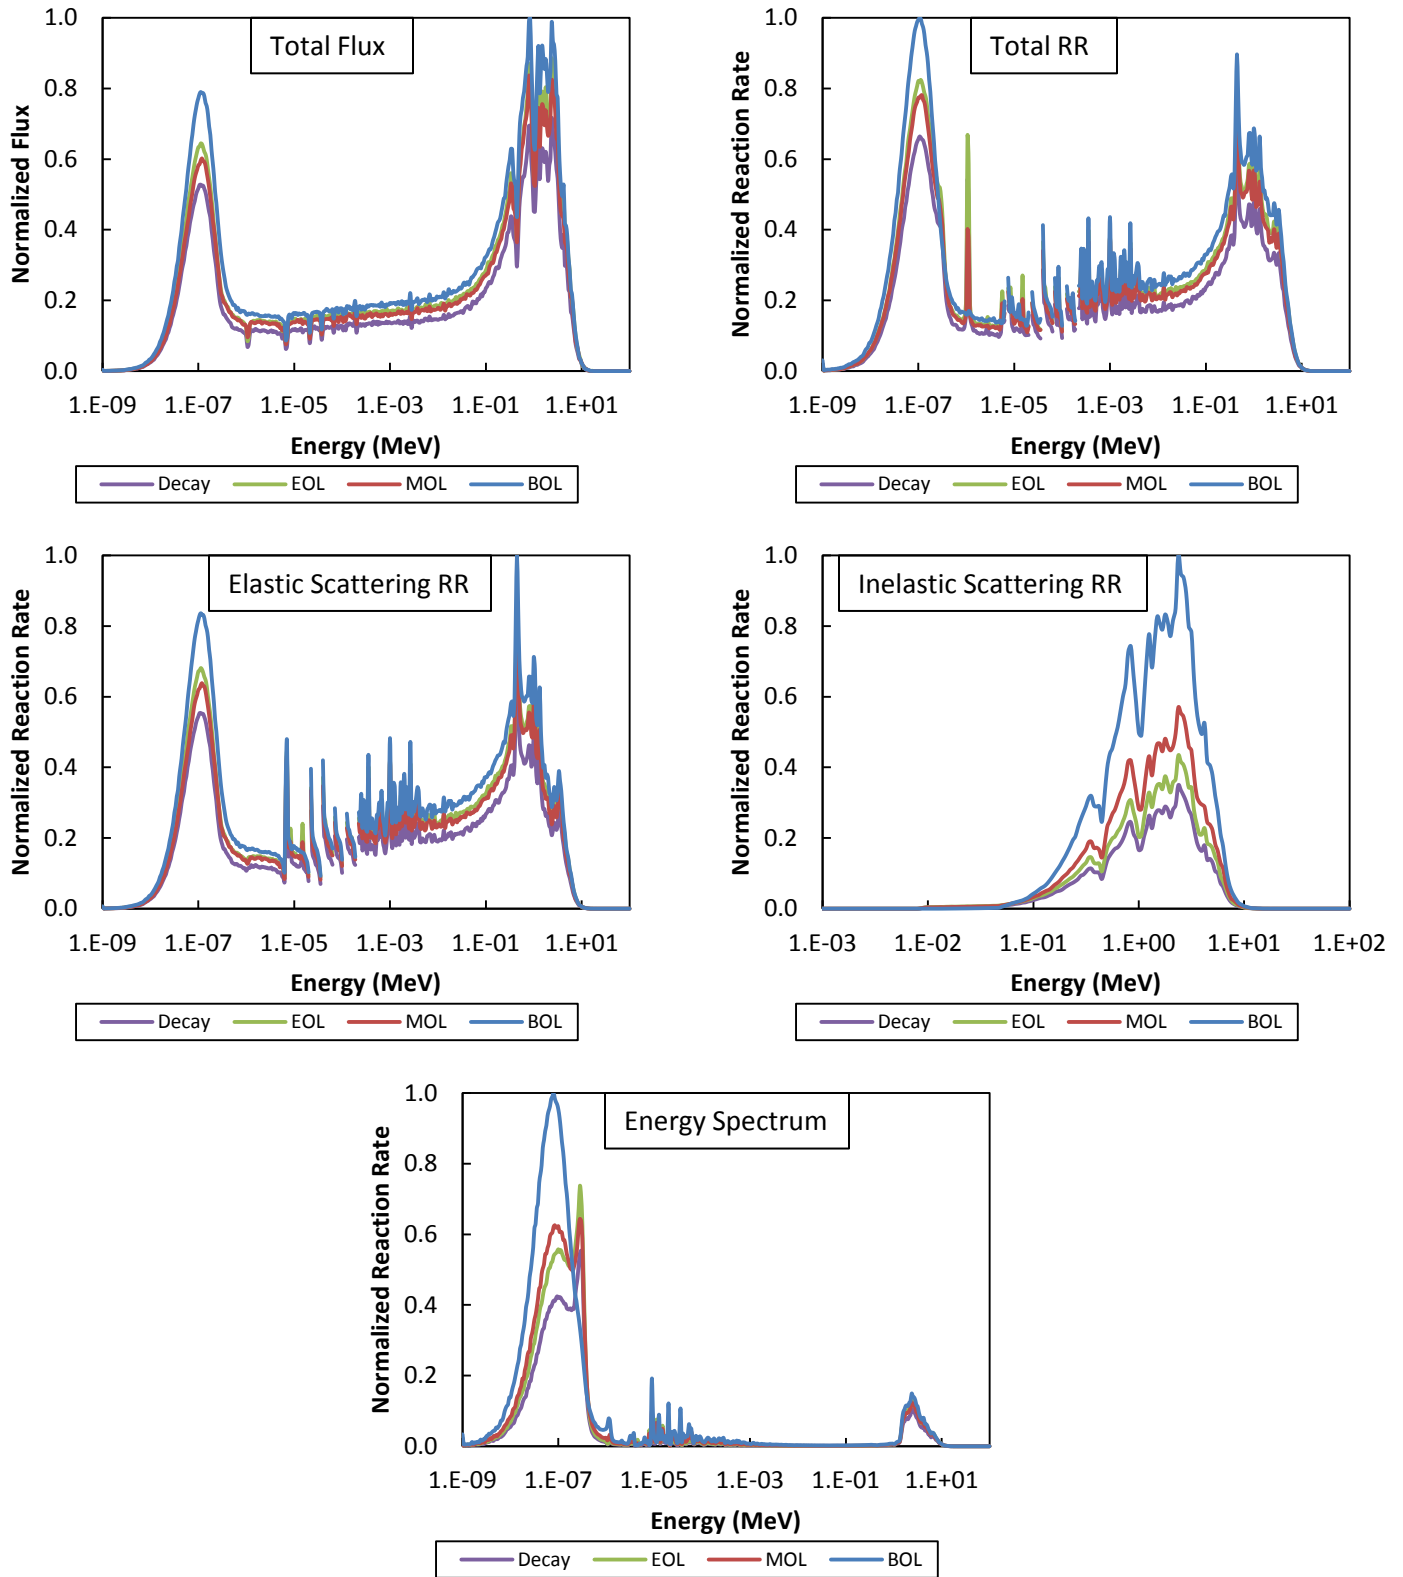 Total Flux
Normalized Flux
1.0
0.8
0.6
0.4
0.2
0.0
1.E-09 1.E-07 1.E-05 1.E-03 1.E-01 1.E+01
Energy (MeV)
Decay EOL MOL BOL
Total RR
Normalized Reaction Rate
1.0
0.8
0.6
0.4
0.2
0.0
1.E-09 1.E-07 1.E-05 1.E-03 1.E-01 1.E+01
Energy (MeV)
Decay EOL MOL BOL
Elastic Scattering RR
Normalized Reaction Rate
1.0
0.8
0.6
0.4
0.2
0.0
1.E-09 1.E-07 1.E-05 1.E-03 1.E-01 1.E+01
Energy (MeV)
Decay EOL MOL BOL
Inelastic Scattering RR
Normalized Reaction Rate
1.0
0.8
0.6
0.4
0.2
0.0
1.E-03 1.E-02 1.E-01 1.E+00 1.E+01 1.E+02
Energy (MeV)
Decay EOL MOL BOL
Energy Spectrum
Normalized Reaction Rate
1.0
0.8
0.6
0.4
0.2
0.0
1.E-09 1.E-07 1.E-05 1.E-03 1.E-01 1.E+01
Energy (MeV)
Decay EOL MOL BOL